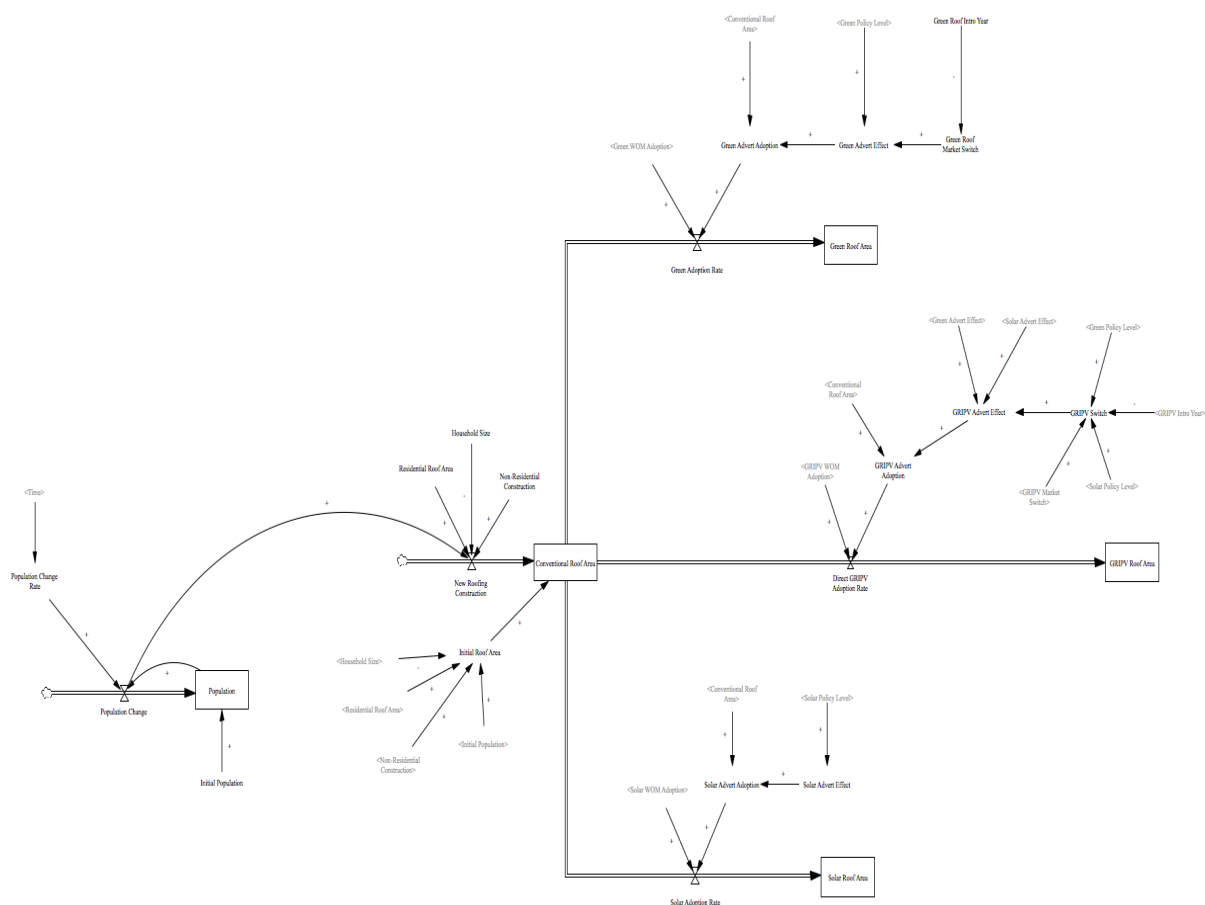 <Conventional Roof
Area>
<Green Policy Level>
Green Roof Intro Year
+
+
-
<Green WOM Adoption>
Green Advert Adoption
+
Green Advert Effect
+
Green Roof
Market Switch
+
+
Green Roof Area
Green Adoption Rate
<Green Advert Effect>
<Solar Advert Effect>
<Green Policy Level>
+
+
+
<Conventional
Roof Area>
GRIPV Advert Effect
+
GRIPV Switch
-
<GRIPV Intro Year>
+
+
Household Size
Residential Roof Area
Non-Residential
Construction
<GRIPV WOM
Adoption>
GRIPV Advert
Adoption
+
+
<GRIPV Market
Switch>
<Solar Policy Level>
<Time>
+
+
-
+
+
+
Conventional Roof Area
New Roofing
Construction
Direct GRIPV
Adoption Rate
GRIPV Roof Area
Population Change
Rate
+
+
Initial Roof Area
<Household Size>
-
+
Population
+
+
+
<Residential Roof Area>
Population Change
<Conventional Roof
Area>
<Solar Policy Level>
+
<Initial Population>
+
+
<Non-Residential
Construction>
Initial Population
<Solar WOM Adoption>
Solar Advert Adoption
+
Solar Advert Effect
+
+
Solar Roof Area
Solar Adoption Rate